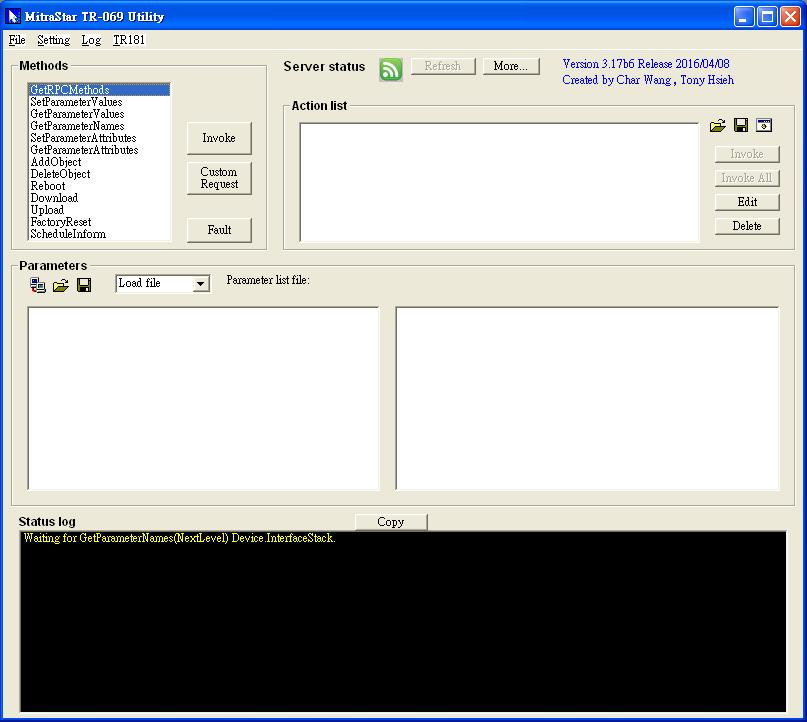 MitraStar TR-069 Utility
File Setting Log TR181
Methods
GetRPCMethods
SetParameterValues
GetParameterValues
GetParameterNames
SetParameterAttributes
GetParameterAttributes
AddObject
DeleteObject
Reboot
Download
Upload
FactoryReset
ScheduleInform
Invoke
Custom
Request
Fault
Server status
Refresh
More...
Version 3.17b6 Release 2016/04/08
Created by Char Wang , Tony Hsieh
Action list
Invoke
Invoke All
Edit
Delete
Parameters
Load file
Parameter list file:
Status log
Copy
Waiting for GetParameterNames(NextLevel) Device.InterfaceStack.